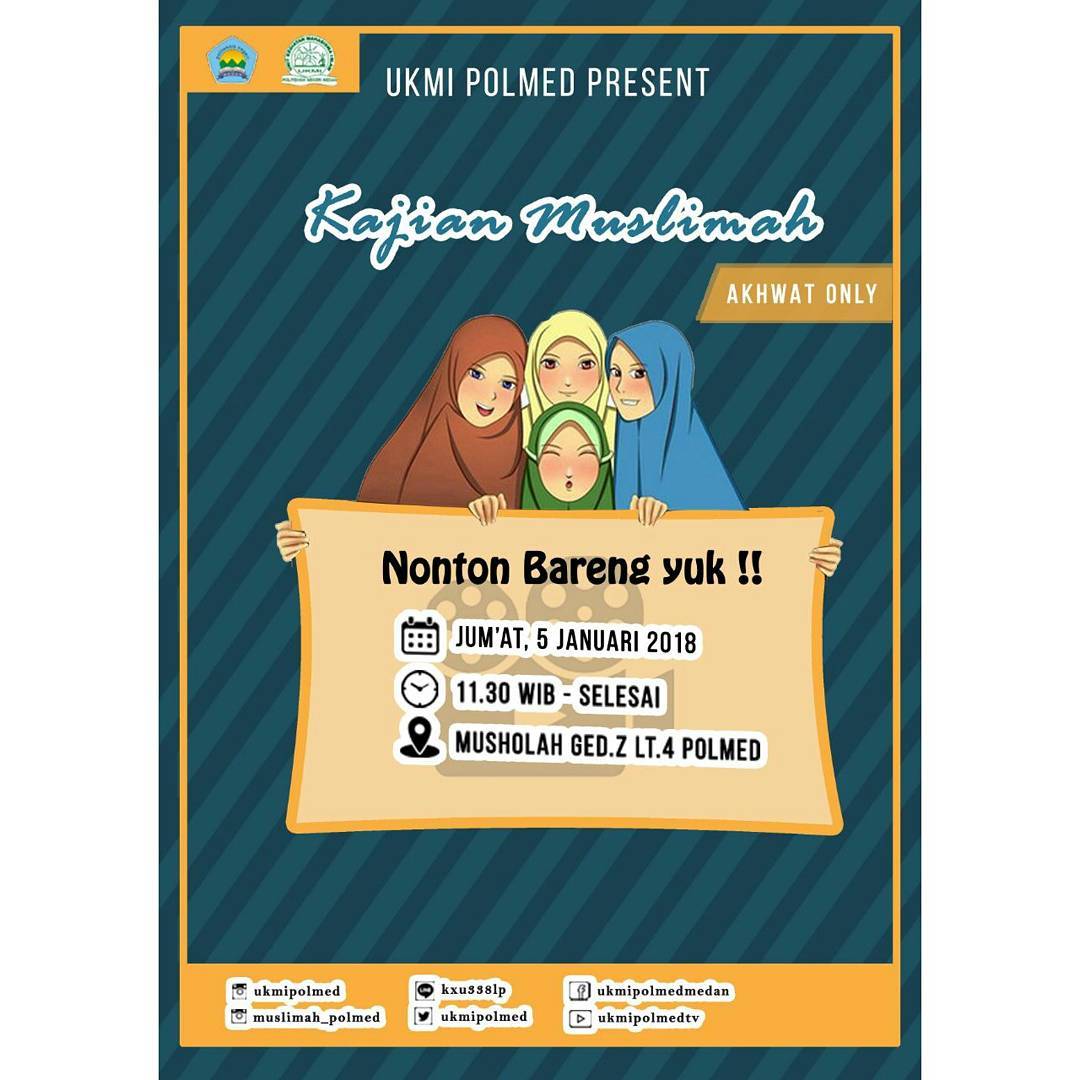 UKMI POLMED PRESENT
Kajian Muslimah
AKHWAT ONLY
Nonton Bareng yuk !!
JUM'AT, 5 JANUARI 2018
11.30 WIB - SELESAI
MUSHOLAH GED.Z LT.4 POLMED
ukmipolmed
muslimah_polmed
kxu3381p
ukmipolmed
ukmipolmedmedan
ukmipolmedtv